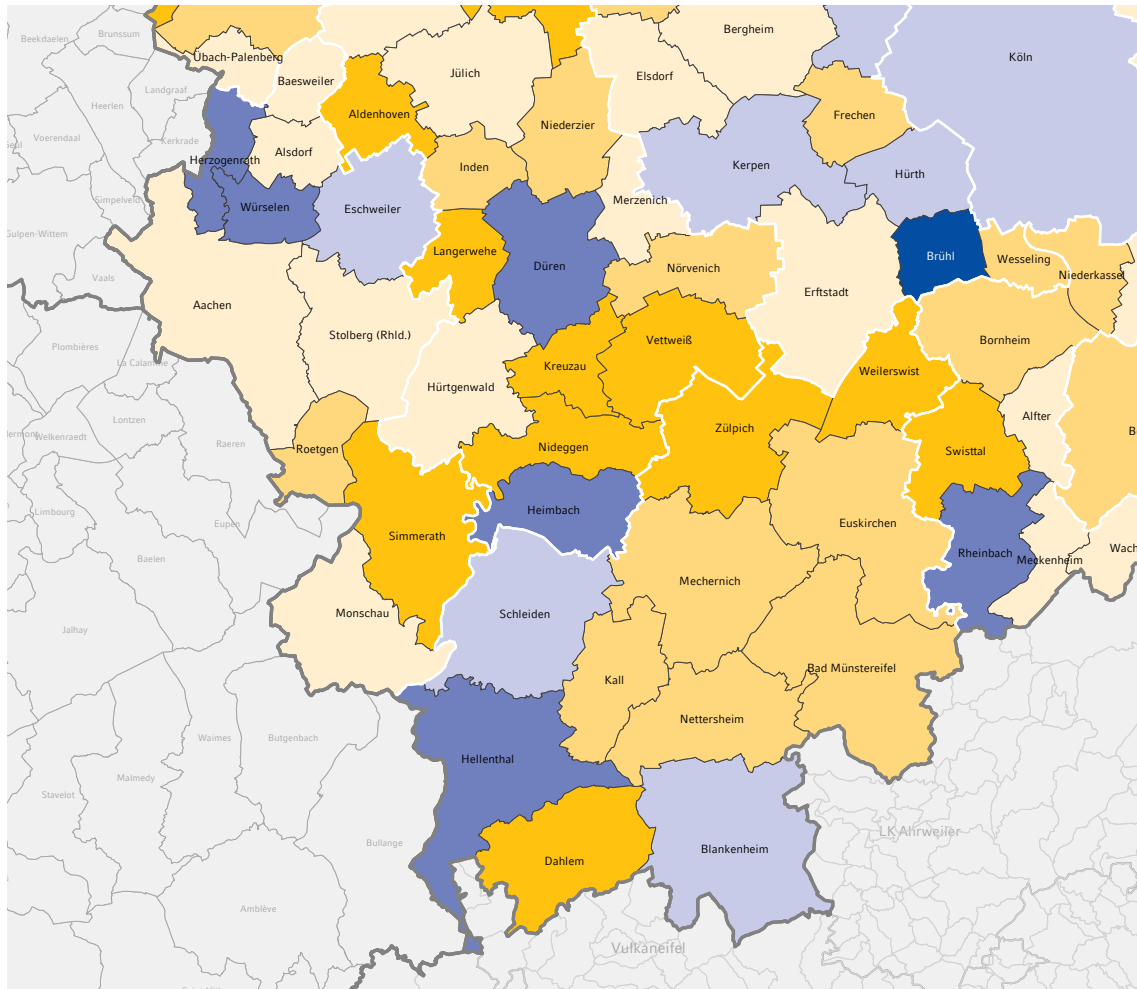 Beekdaelen
Brunssum
Übach-Palenberg
Bergheim
Köln
Landgraaf
Baesweiler
Jülich
Elsdorf
Heerlen
Aldenhoven
Niederzier
Frechen
Voerendaal
Kerkrade
Alsdorf
Herzogenrath
Inden
Kerpen
Hürth
Simpelveld
Würselen
Eschweiler
Merzenich
Gulpen-Wittem
Langerwehe
Düren
Nörvenich
Brühl
Wesseling
Niederkassel
Vaals
Aachen
Erftstadt
Stolberg (Rhld.)
Vettweiß
Bornheim
Plombières
La Calamine
Kreuzau
Weilerswist
Hürtgenwald
Alfter
Lontzen
Zülpich
Welkenraedt
Raeren
Roetgen
Nideggen
Swisttal
Limbourg
Eupen
Heimbach
Euskirchen
Simmerath
Baelen
Rheinbach
Wach
Meckenheim
Mechernich
Monschau
Schleiden
Jalhay
Bad Münstereifel
Kall
Nettersheim
Waimes
Butgenbach
Hellenthal
Malmedy
Stavelot
LK Ahrweiler
Bullange
Blankenheim
Dahlem
Amblève
Vulkaneifel